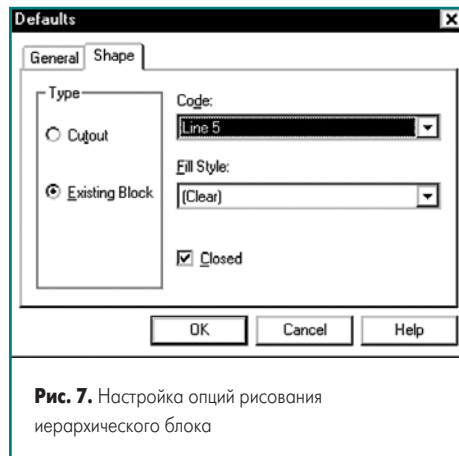 Defaults
General Shape
Type
Cutout
Existing Block
Code:
Line 5
Fill Style:
(Clear)
Closed
OK Cancel Help
Рис. 7. Настройка опций рисования
иерархического блока